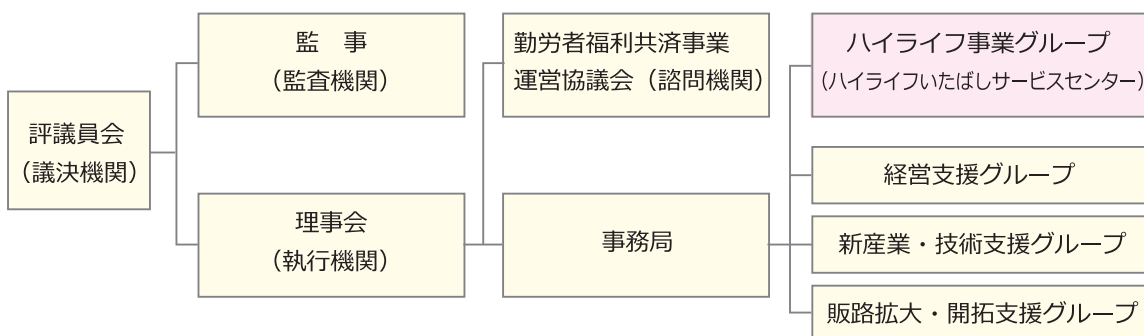 評議員会
（議決機関）
監　事
（監査機関）
理事会
（執行機関）
勤労者福利共済事業
運営協議会（諮問機関）
事務局
ハイライフ事業グループ
（ハイライフいたばしサービスセンター）
経営支援グループ
新産業・技術支援グループ
販路拡大・開拓支援グループ